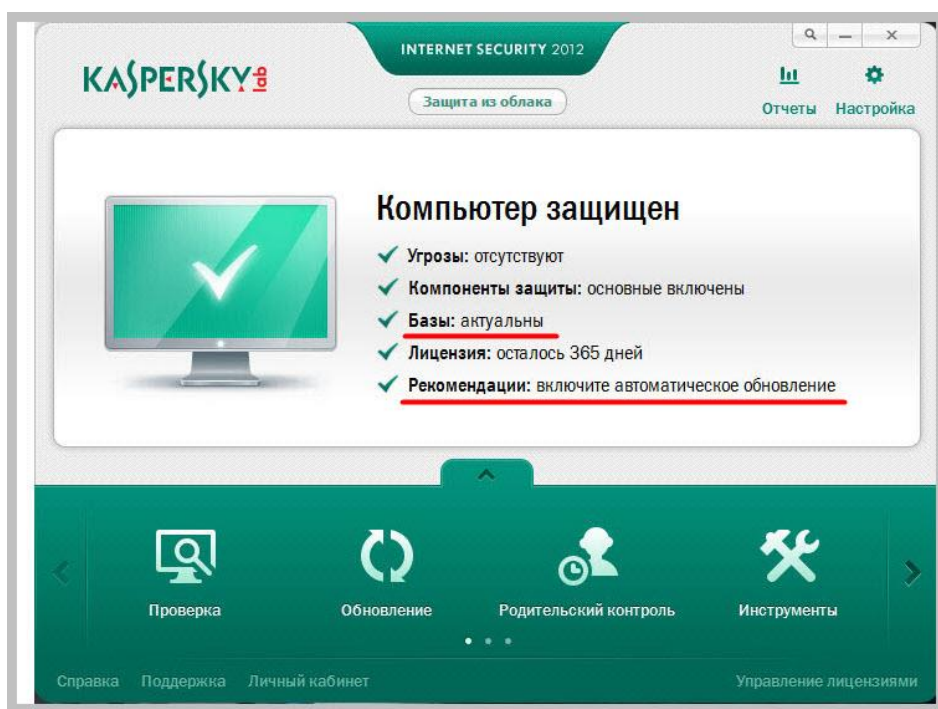 INTERNET SECURITY 2012
KASPERSKY lab
Защита из облака
Отчеты Настройка
Компьютер защищен
Угрозы: отсутствуют
Компоненты защиты: основные включены
Базы: актуальны
Лицензия: осталось 365 дней
Рекомендации: включите автоматическое обновление
Проверка Обновление Родительский контроль Инструменты
Справка Поддержка Личный кабинет Управление лицензиями